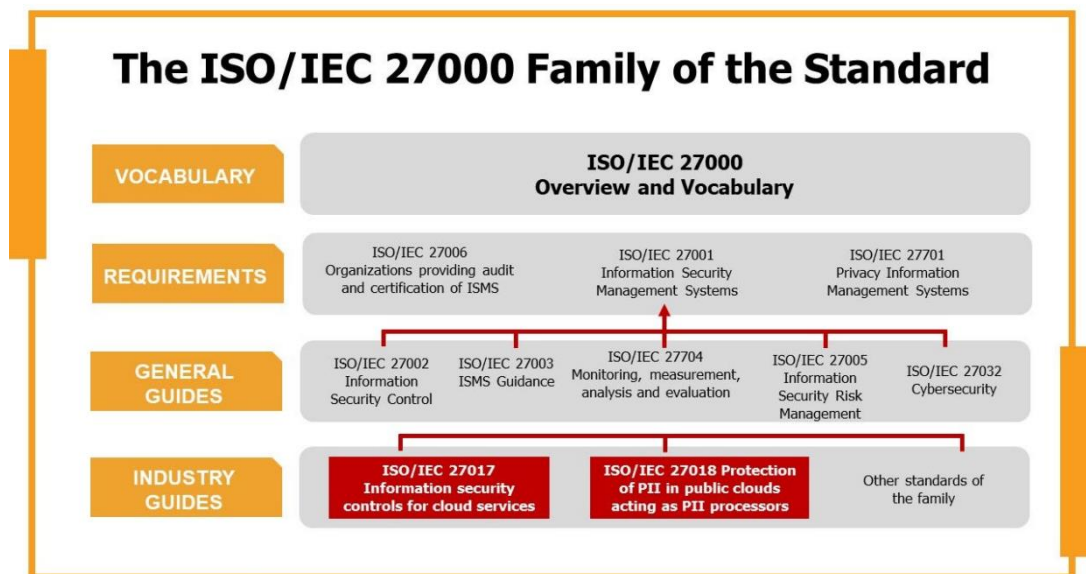 The ISO/IEC 27000 Family of the Standard
VOCABULARY
ISO/IEC 27000
Overview and Vocabulary
REQUIREMENTS
ISO/IEC 27006
Organizations providing audit
and certification of ISMS
ISO/IEC 27001
Information Security
Management Systems
ISO/IEC 27701
Privacy Information
Management Systems
GENERAL
GUIDES
ISO/IEC 27002
Information
Security Control
ISO/IEC 27003
ISMS Guidance
ISO/IEC 27704
Monitoring, measurement,
analysis and evaluation
ISO/IEC 27005
Information
Security Risk
Management
ISO/IEC 27032
Cybersecurity
INDUSTRY
GUIDES
ISO/IEC 27017
Information security
controls for cloud services
ISO/IEC 27018 Protection
of PII in public clouds
acting as PII processors
Other standards of
the family